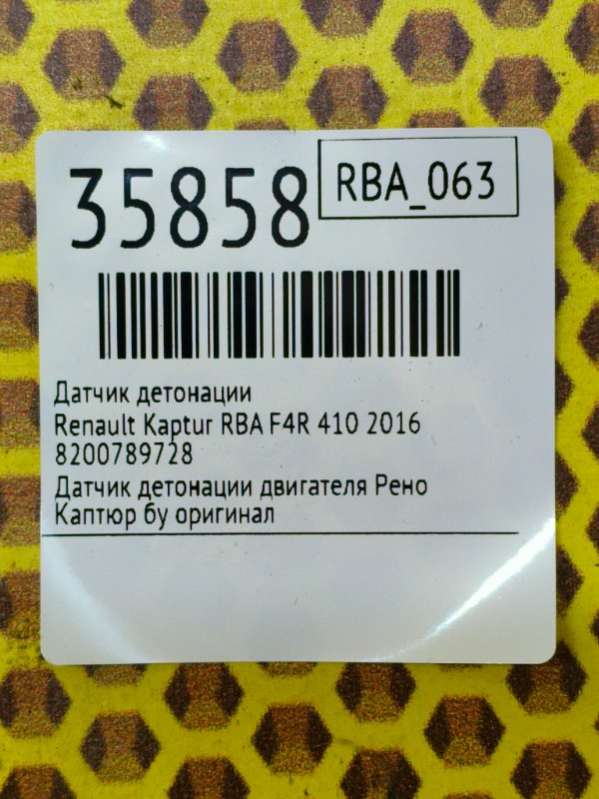 35858
RBA_063
Датчик детонации
Renault Kaptur RBA F4R 410 2016
8200789728
Датчик детонации двигателя Рено
Каптюр бу оригинал